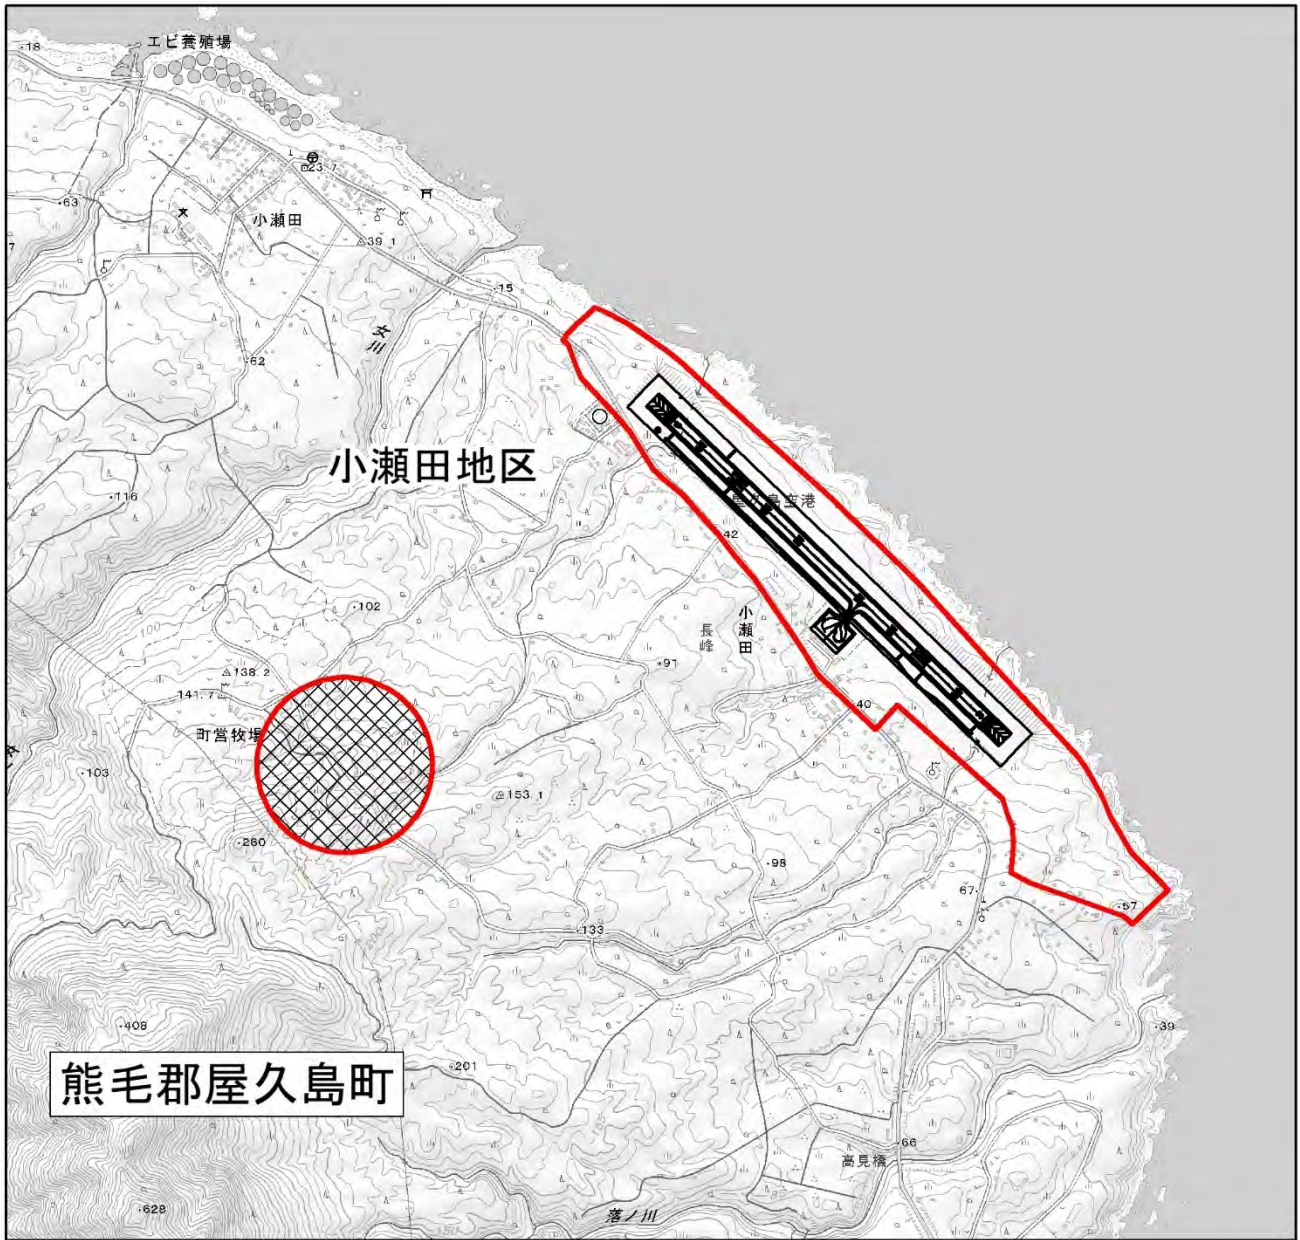 ・18
エビ養殖場
23.7
・63
小瀬田
39.1
7
・15
女川
・62
小瀬田地区
・116
屋久島空港
・42
・102
長峰
小瀬田
・91
138.2
141.7
・40
町営牧場
・103
153.1
・260
・98
67・
・57
・133
・408
・39
・201
熊毛郡屋久島町
・66
高見橋
・628
落ノ川